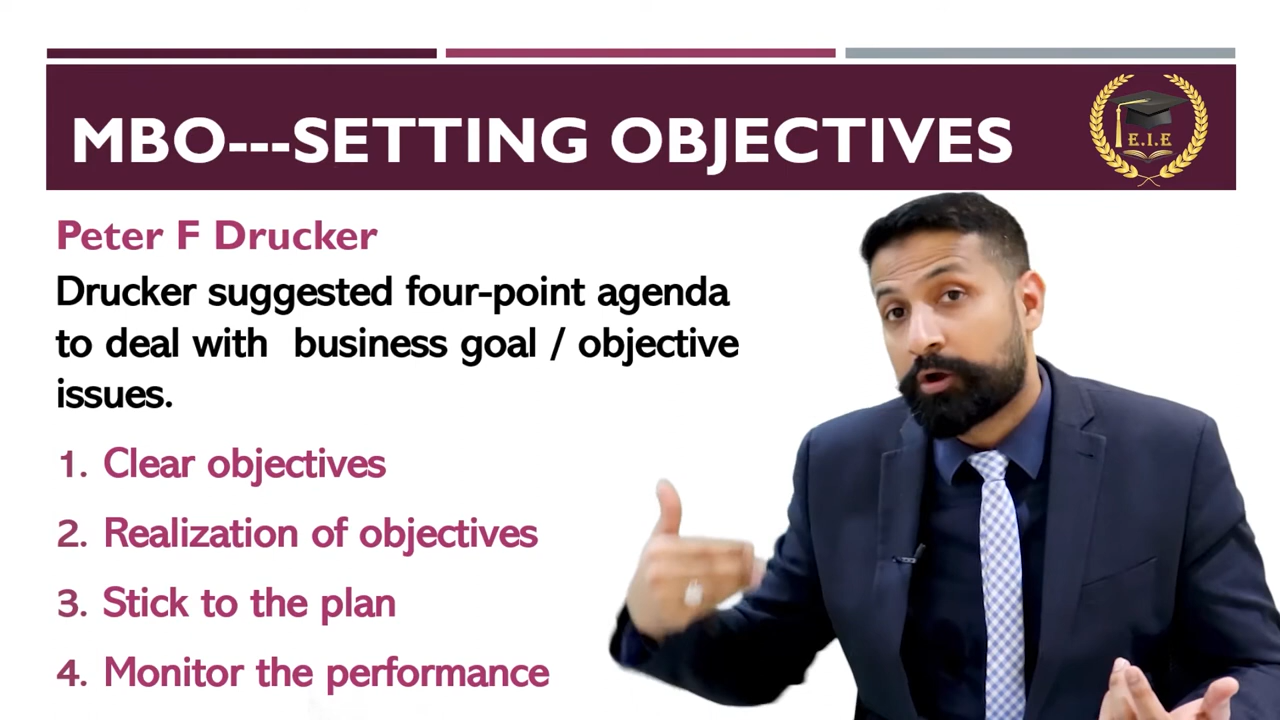 MBO---SETTING OBJECTIVES
E.I.E
Peter F Drucker
Drucker suggested four-point agenda
to deal with business goal / objective
issues.
1. Clear objectives
2. Realization of objectives
3. Stick to the plan
4. Monitor the performance